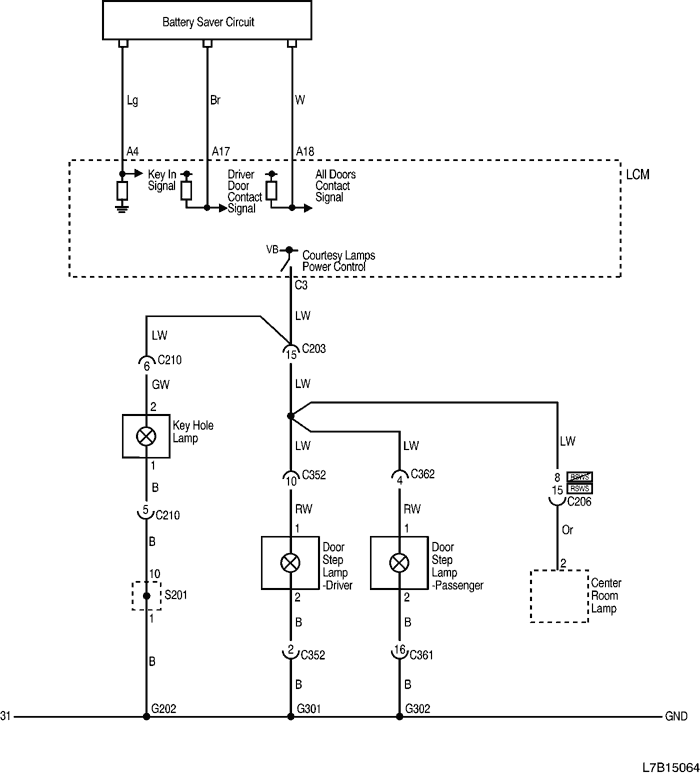 Battery Saver Circuit
Lg
Br
W
A4
A17
A18
LCM
Key In
Signal
Driver
Door
Contact
Signal
All Doors
Contact
Signal
VB
Courtesy Lamps
Power Control
C3
LW
LW
15
C203
6
C210
LW
GW
2
Key Hole
Lamp
1
B
5
C210
B
10
S201
1
B
LW
10
C352
RW
1
Door
Step
Lamp
-Driver
2
B
2
C352
B
LW
4
C362
RW
1
Door
Step
Lamp
-Passenger
2
B
16
C361
B
LW
8
RSWS
15
RSWS
C206
Or
2
Center
Room
Lamp
31
G202
G301
G302
GND
L7B15064